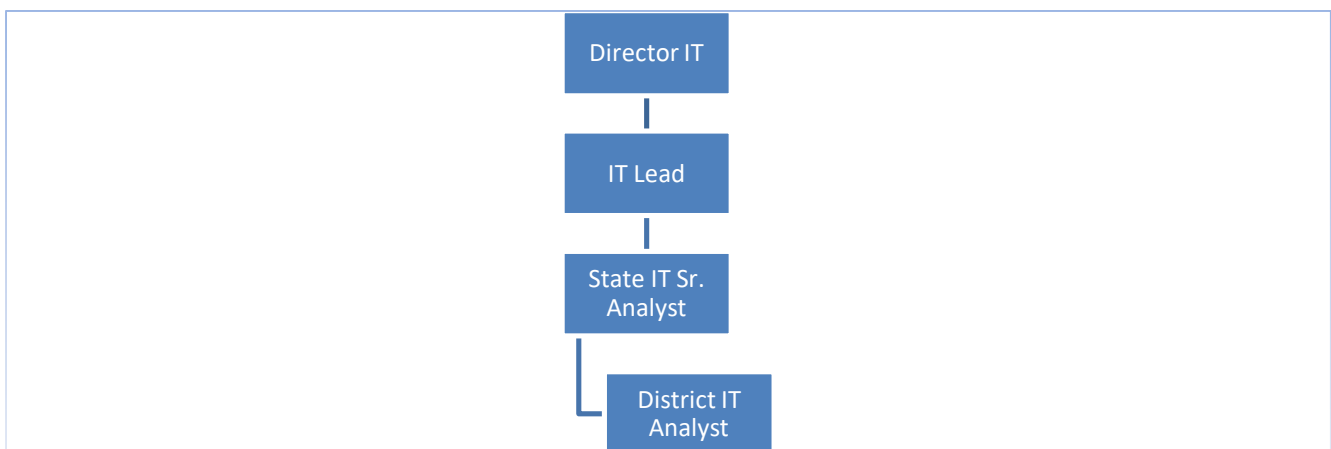 Director IT
IT Lead
State IT Sr.
Analyst
District IT
Analyst